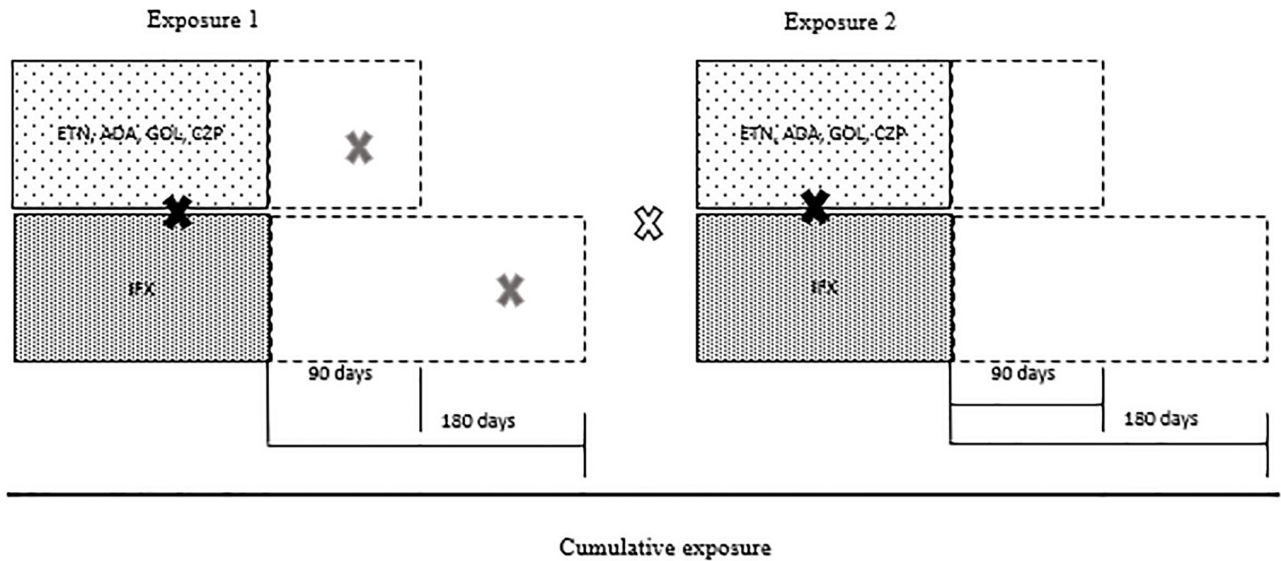 Exposure 1
Exposure 2
ETN, ADA, GOL, CZP
ETN, ADA, GOL, CZP
IFX
IFX
90 days
90 days
180 days
180 days
Cumulative exposure